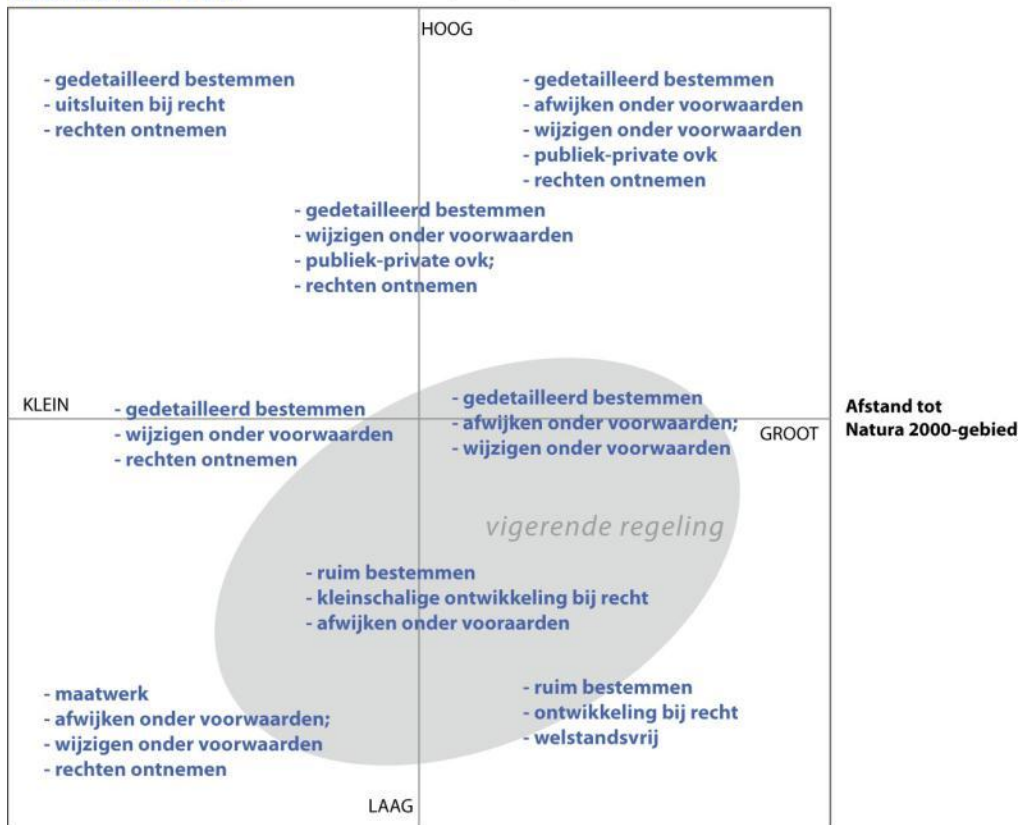 HOOG
- gedetailleerd bestemmen
- uitsluiten bij recht
- rechten ontnemen
- gedetailleerd bestemmen
- afwijken onder voorwaarden
- wijzigen onder voorwaarden
- publiek-private ovk
- rechten ontnemen
- gedetailleerd bestemmen
- wijzigen onder voorwaarden
- publiek-private ovk;
- rechten ontnemen
KLEIN
- gedetailleerd bestemmen
- wijzigen onder voorwaarden
- rechten ontnemen
- gedetailleerd bestemmen
- afwijken onder voorwaarden;
- wijzigen onder voorwaarden
GROOT
Afstand tot
Natura 2000-gebied
vigerende regeling
- ruim bestemmen
- kleinschalige ontwikkeling bij recht
- afwijken onder vooraarden
- maatwerk
- afwijken onder voorwaarden;
- wijzigen onder voorwaarden
- rechten ontnemen
- ruim bestemmen
- ontwikkeling bij recht
- welstandsvrij
LAAG